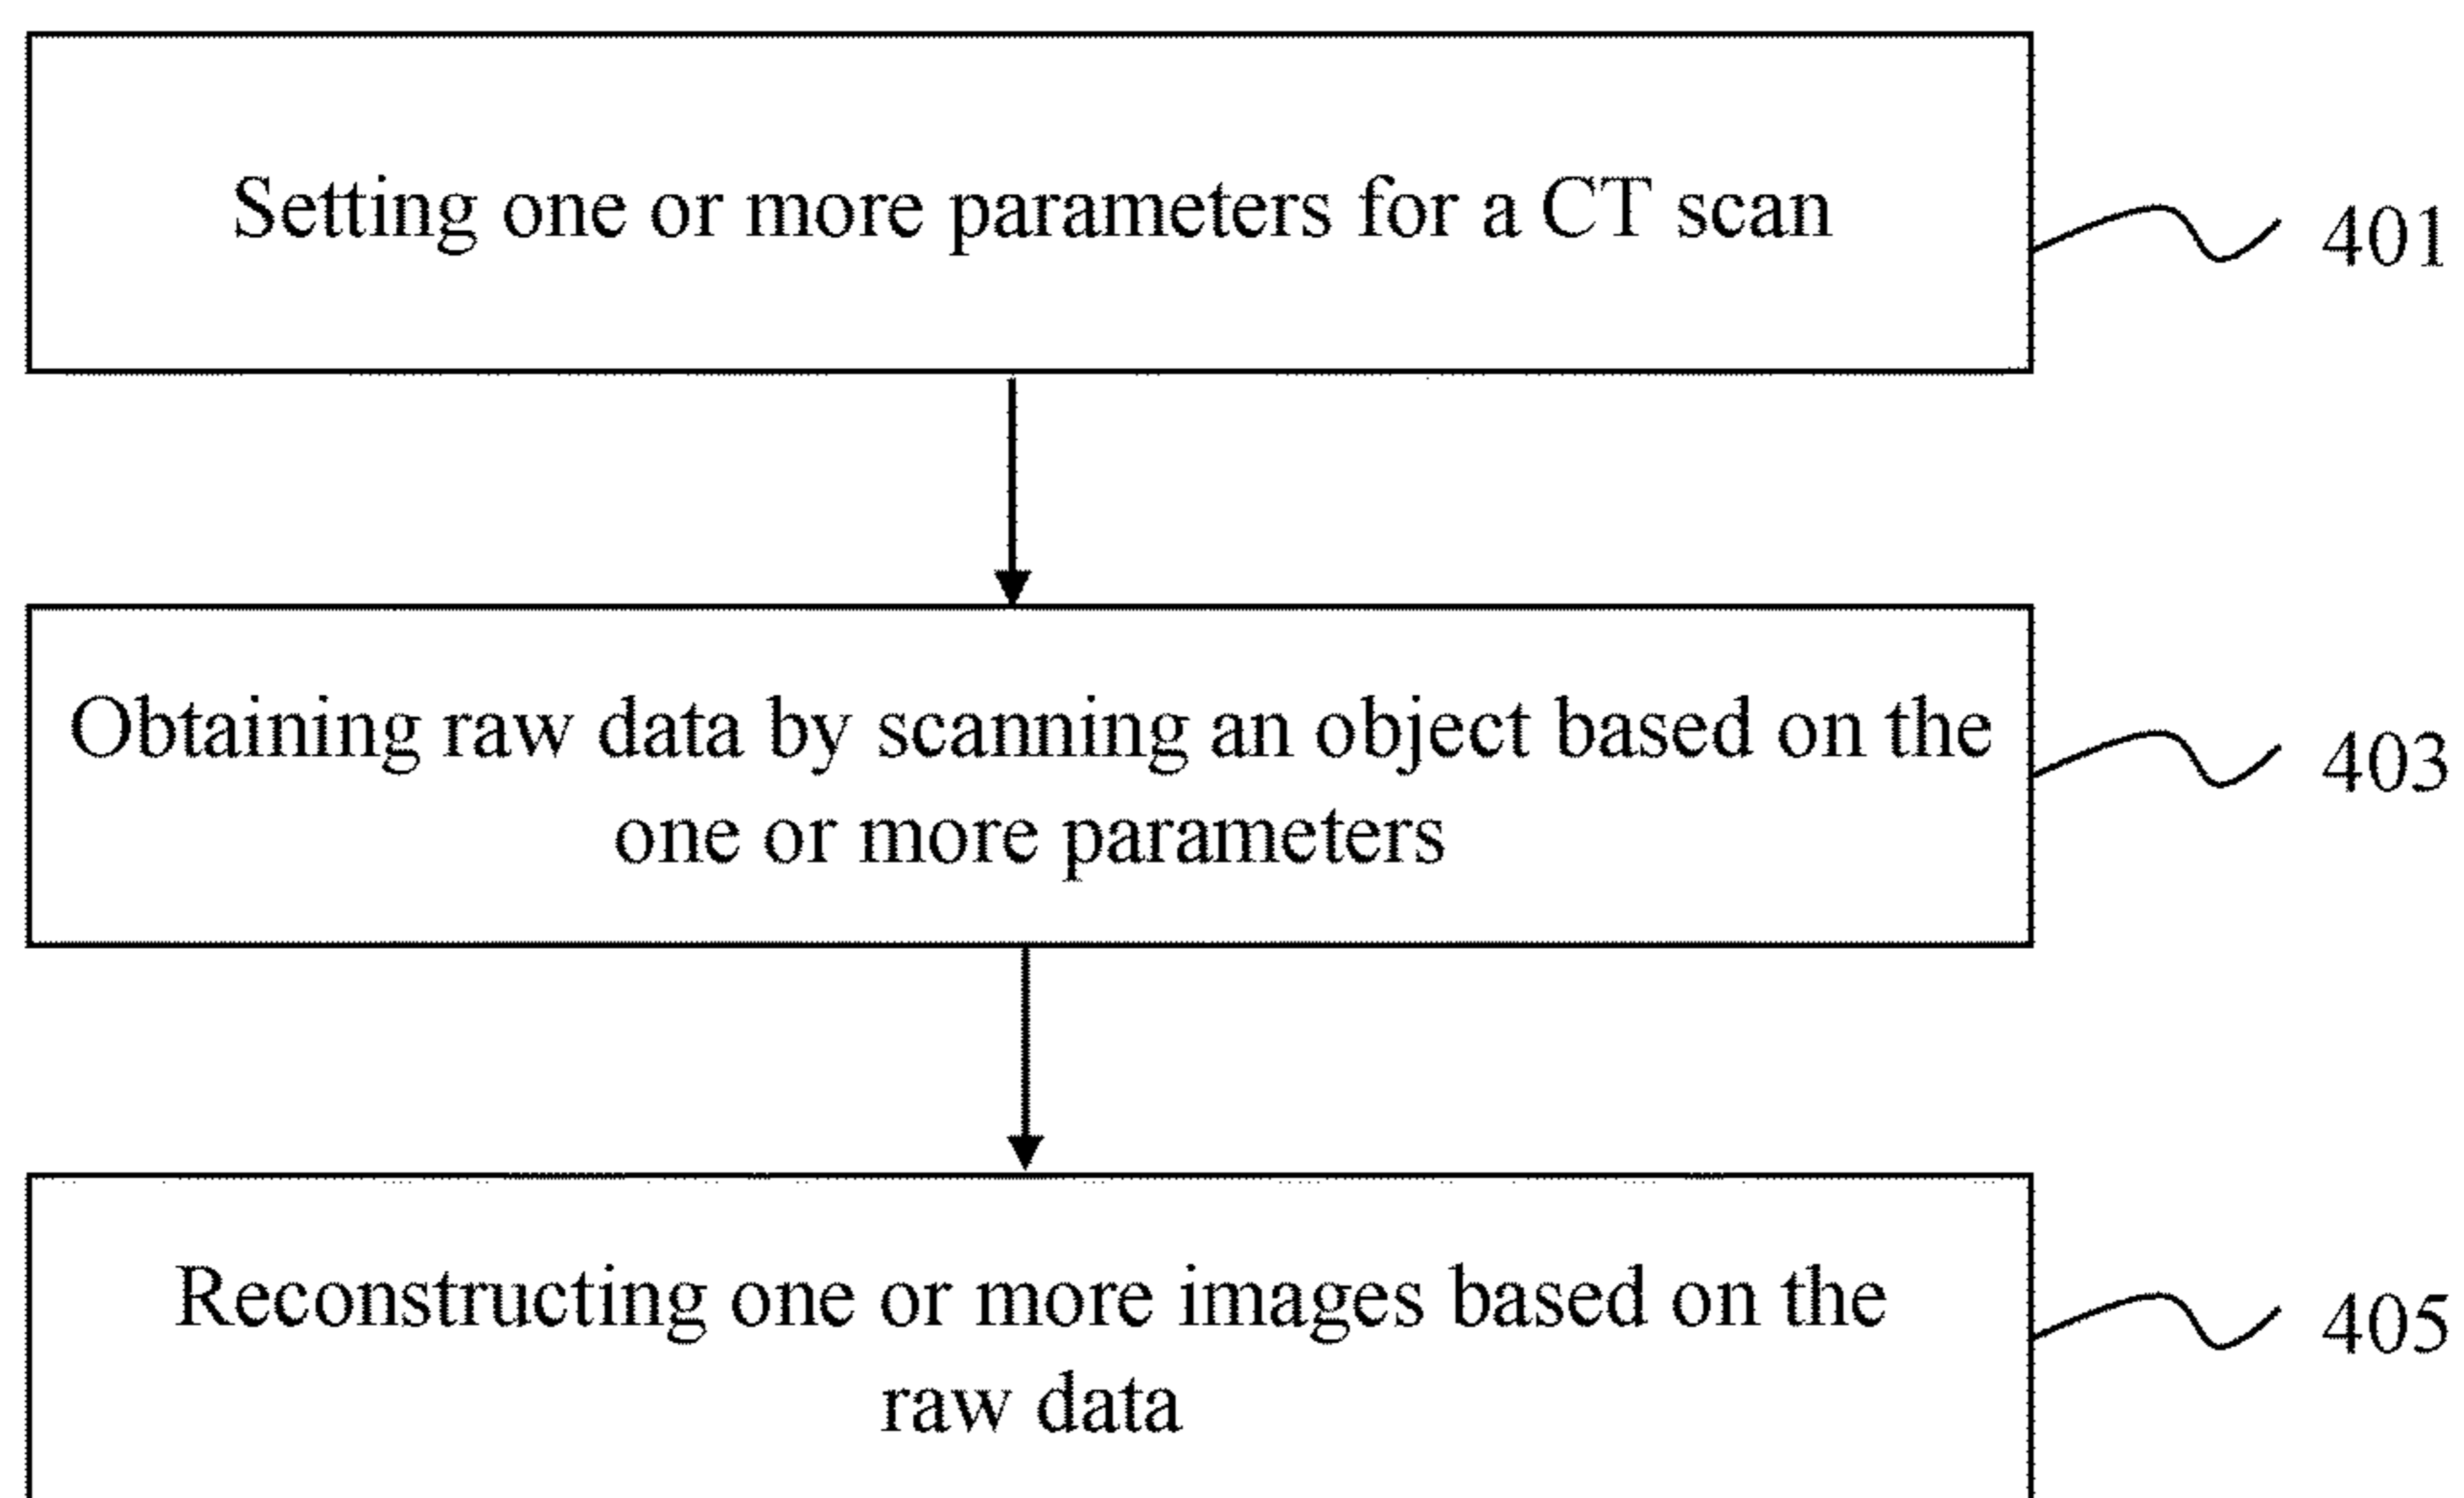 Setting one or more parameters for a CT scan
401
Obtaining raw data by scanning an object based on the
one or more parameters
403
Reconstructing one or more images based on the
raw data
405